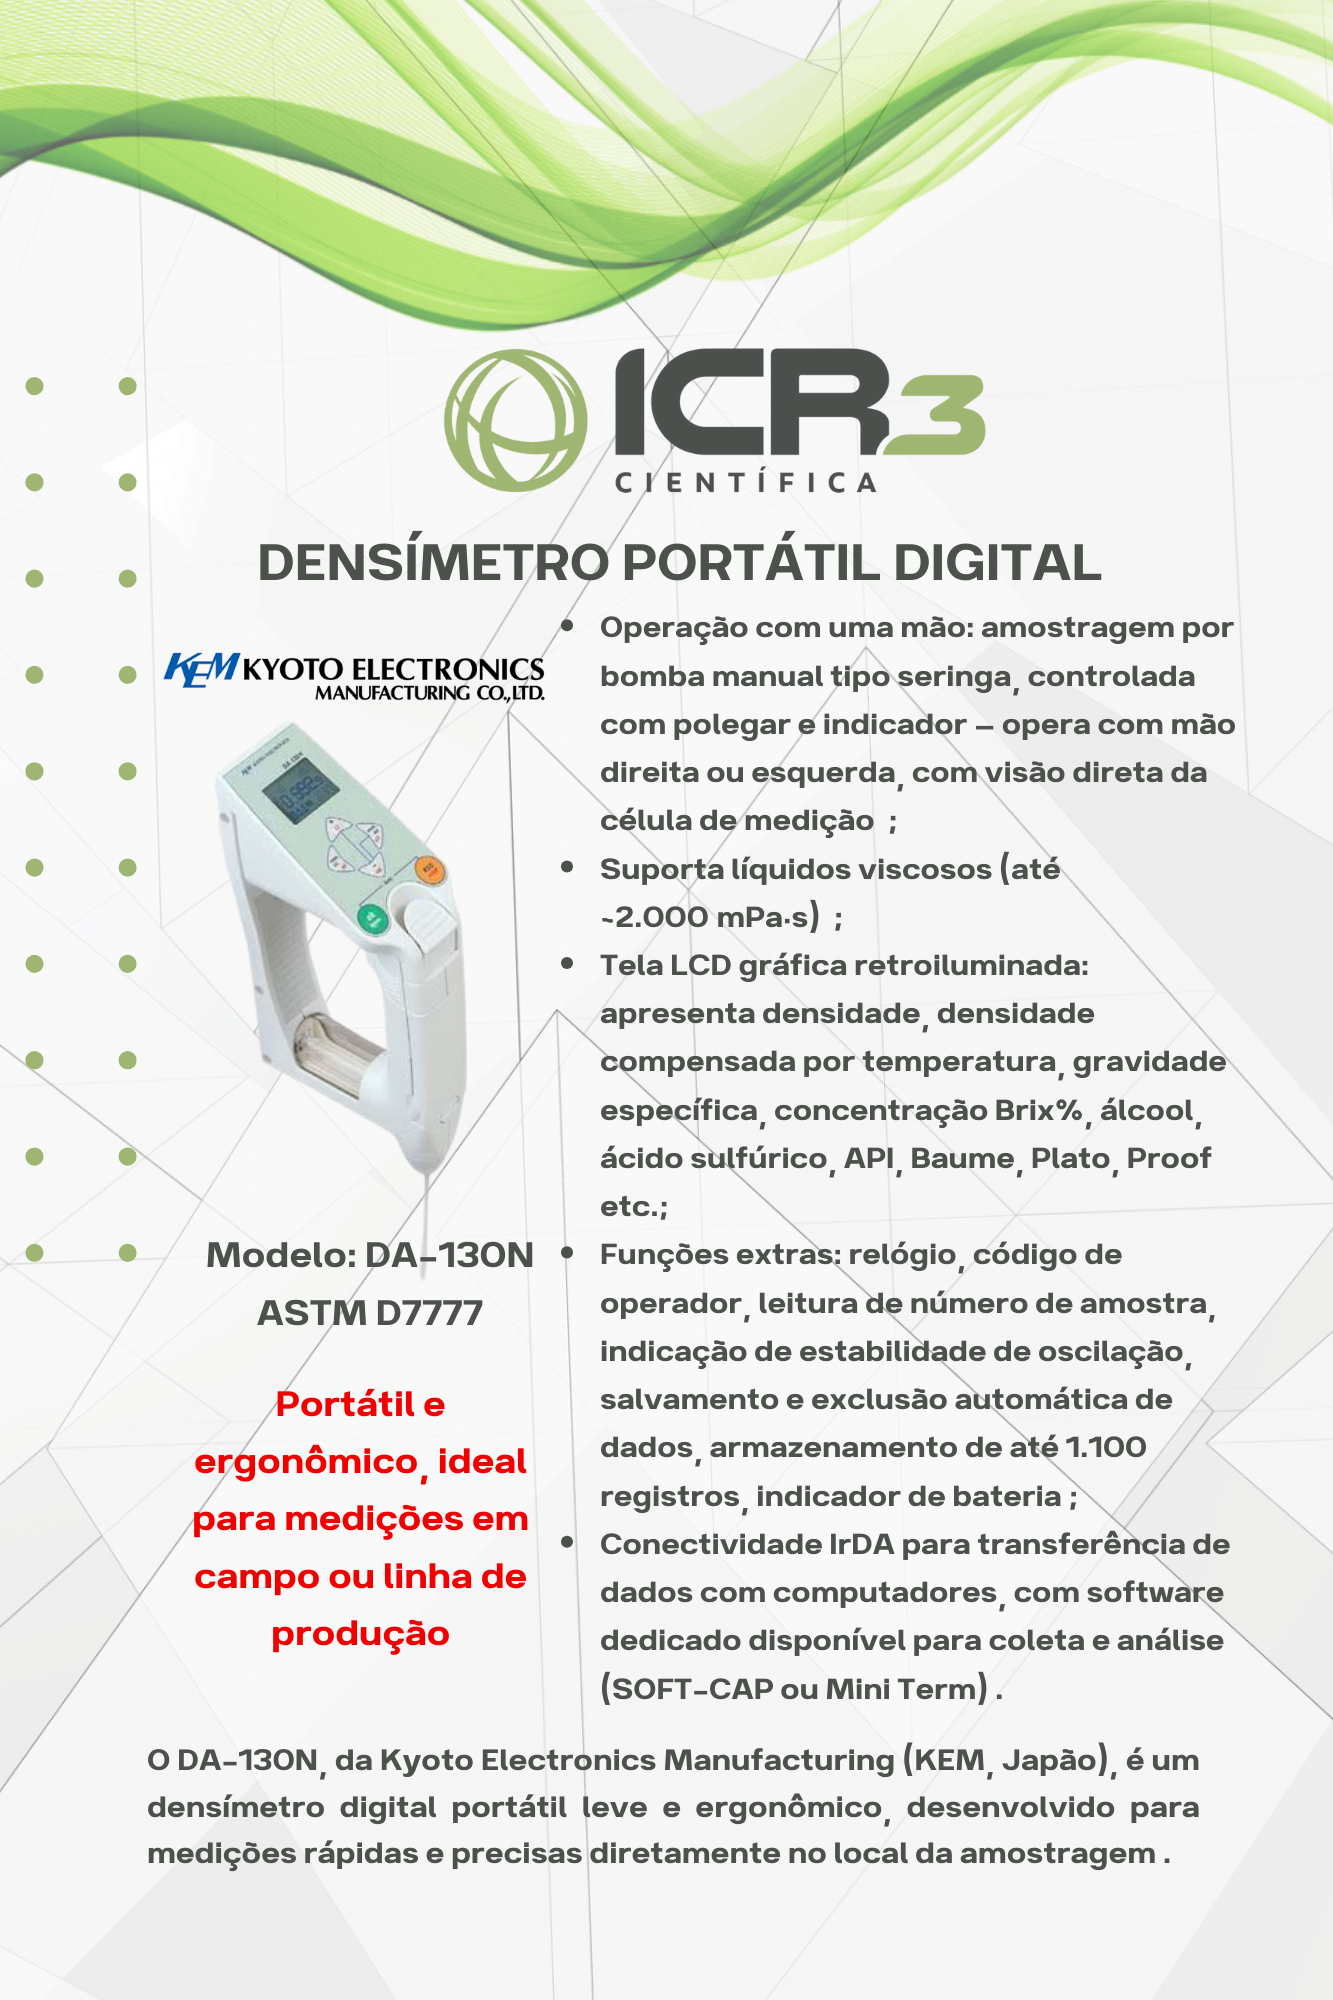 ICR3
CIENTÍFICA
DENSÍMETRO PORTÁTIL DIGITAL
KEM KYOTO ELECTRONICS
MANUFACTURING CO.,LTD.
DA-130N
0.992
Modelo: DA-130N
ASTM D7777
Portátil e
ergonômico, ideal
para medições em
campo ou linha de
produção
• Operação com uma mão: amostragem por
bomba manual tipo seringa, controlada
com polegar e indicador – opera com mão
direita ou esquerda, com visão direta da
célula de medição  ;
• Suporta líquidos viscosos (até
~2.000 mPa·s)  ;
• Tela LCD gráfica retroiluminada:
apresenta densidade, densidade
compensada por temperatura, gravidade
específica, concentração Brix%, álcool,
ácido sulfúrico, API, Baume, Plato, Proof
etc.;
• Funções extras: relógio, código de
operador, leitura de número de amostra,
indicação de estabilidade de oscilação,
salvamento e exclusão automática de
dados, armazenamento de até 1.100
registros, indicador de bateria ;
• Conectividade IrDA para transferência de
dados com computadores, com software
dedicado disponível para coleta e análise
(SOFT-CAP ou Mini Term) .
O DA-130N, da Kyoto Electronics Manufacturing (KEM, Japão), é um
densímetro digital portátil leve e ergonômico, desenvolvido para
medições rápidas e precisas diretamente no local da amostragem .